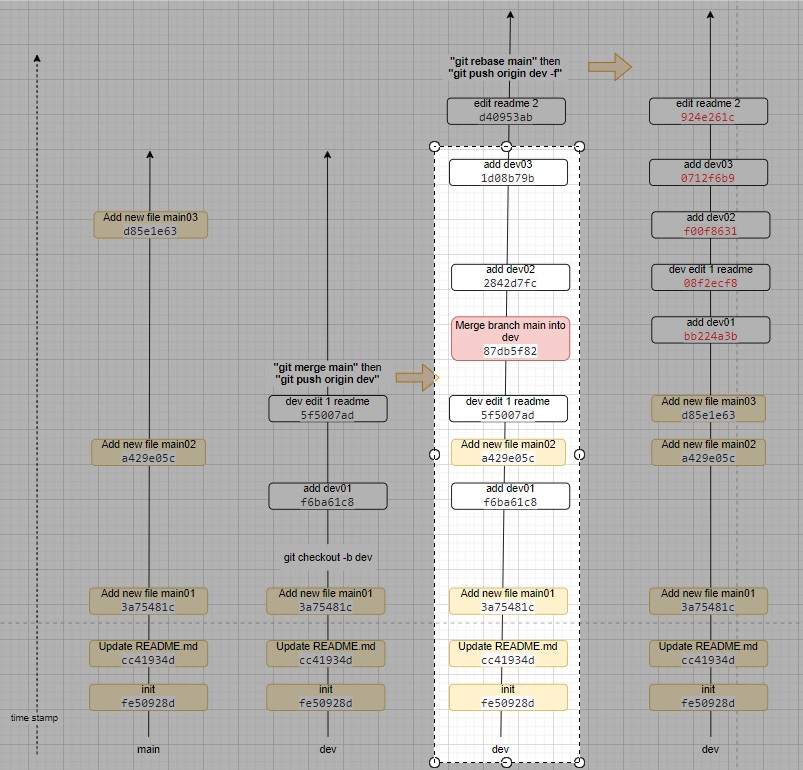 "git rebase main" then
"git push origin dev -f"
edit readme 2
d40953ab
edit readme 2
924e261c
add dev03
1d08b79b
add dev03
0712f6b9
Add new file main03
d85e1e63
add dev02
f00f8631
add dev02
2842d7fc
dev edit 1 readme
08f2ecf8
Merge branch main into
dev
87db5f82
add dev01
bb224a3b
"git merge main" then
"git push origin dev"
dev edit 1 readme
5f5007ad
dev edit 1 readme
5f5007ad
Add new file main03
d85e1e63
Add new file main02
a429e05c
Add new file main02
a429e05c
Add new file main02
a429e05c
add dev01
f6ba61c8
add dev01
f6ba61c8
git checkout -b dev
Add new file main01
3a75481c
Add new file main01
3a75481c
Add new file main01
3a75481c
Add new file main01
3a75481c
Update README.md
cc41934d
Update README.md
cc41934d
Update README.md
cc41934d
Update README.md
cc41934d
init
fe50928d
init
fe50928d
init
fe50928d
init
fe50928d
time stamp
main
dev
dev
dev